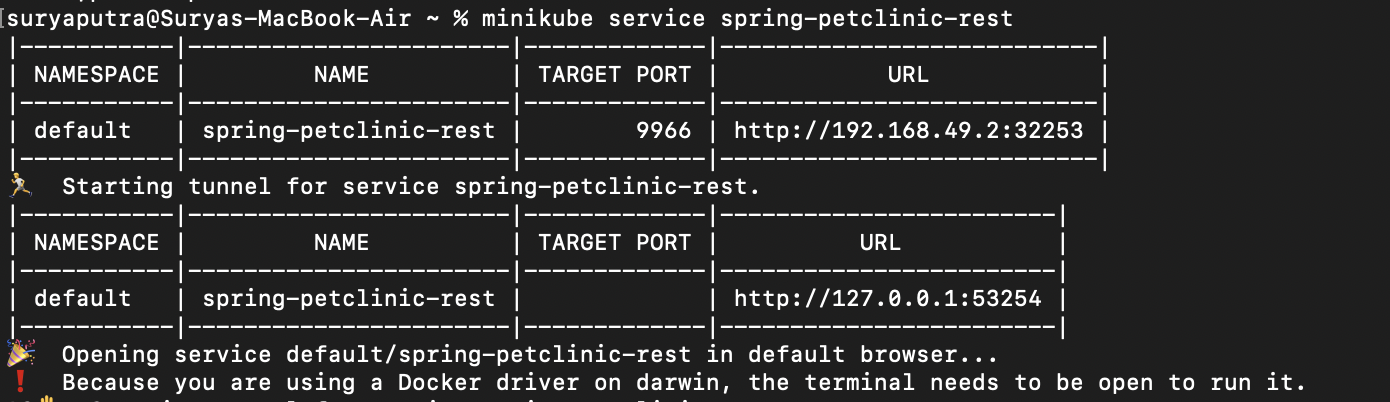 suryaputra@Suryas-MacBook-Air ~ % minikube service spring-petclinic-rest
|-----------|-----------------------|-------------|---------------------------|
| NAMESPACE |         NAME          | TARGET PORT |            URL            |
|-----------|-----------------------|-------------|---------------------------|
| default   | spring-petclinic-rest |        9966 | http://192.168.49.2:32253 |
|-----------|-----------------------|-------------|---------------------------|
🏃  Starting tunnel for service spring-petclinic-rest.
|-----------|-----------------------|-------------|------------------------|
| NAMESPACE |         NAME          | TARGET PORT |          URL           |
|-----------|-----------------------|-------------|------------------------|
| default   | spring-petclinic-rest |             | http://127.0.0.1:53254 |
|-----------|-----------------------|-------------|------------------------|
🎉  Opening service default/spring-petclinic-rest in default browser...
❗  Because you are using a Docker driver on darwin, the terminal needs to be open to run it.